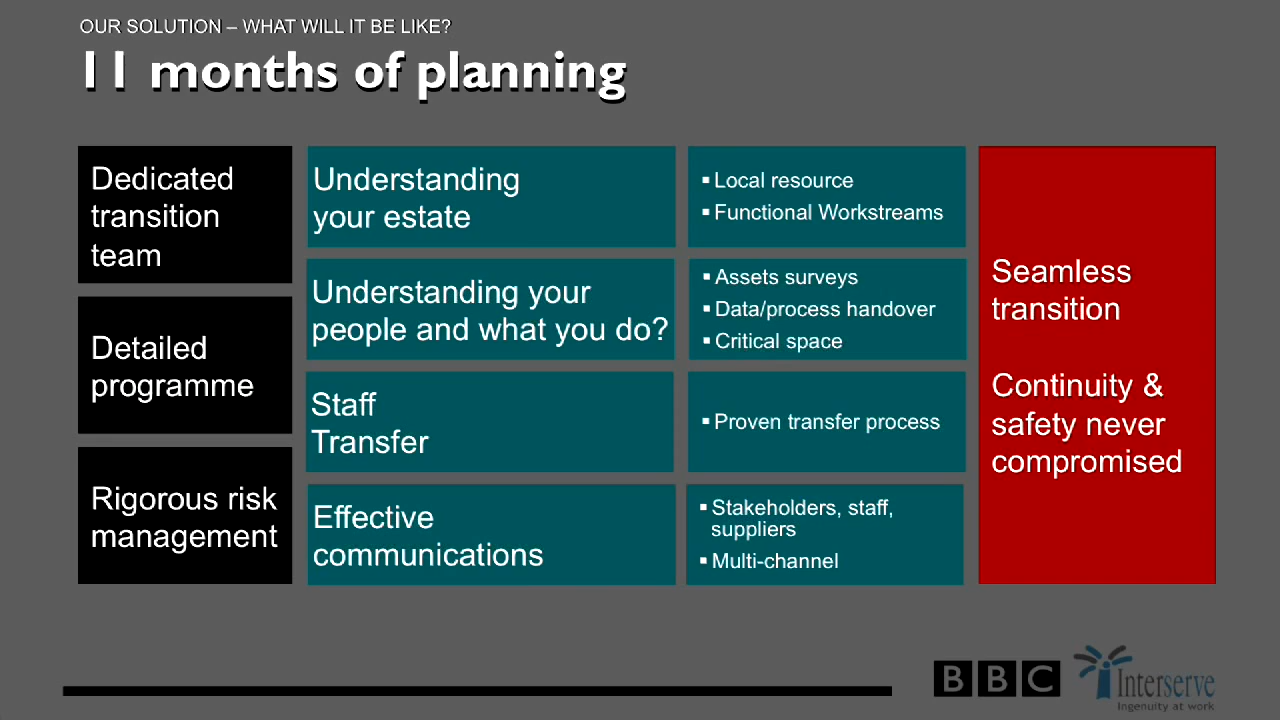 OUR SOLUTION – WHAT WILL IT BE LIKE?
11 months of planning
Dedicated
transition
team
Detailed
programme
Rigorous risk
management
Understanding
your estate
▪ Local resource
▪ Functional Workstreams
Understanding your
people and what you do?
▪ Assets surveys
▪ Data/process handover
▪ Critical space
Staff
Transfer
▪ Proven transfer process
Effective
communications
▪ Stakeholders, staff,
suppliers
▪ Multi-channel
Seamless
transition
Continuity &
safety never
compromised
BBC
Interserve
Ingenuity at work